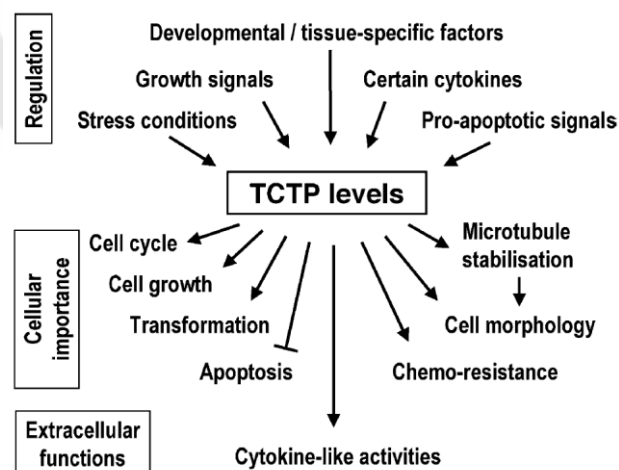 Regulation
Developmental / tissue-specific factors
Growth signals
Certain cytokines
Stress conditions
Pro-apoptotic signals
TCTP levels
Cellular
importance
Cell cycle
Microtubule
stabilisation
Cell growth
Transformation
Cell morphology
Apoptosis
Chemo-resistance
Extracellular
functions
Cytokine-like activities